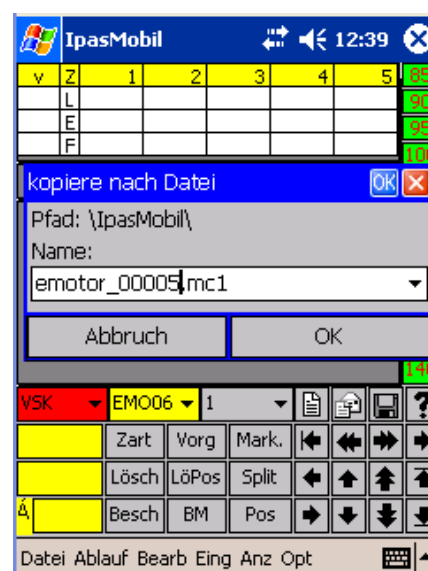 IpasMobil 12:39
v Z 1 2 3 4 5 85
L 90
E 95
F 100
kopiere nach Datei OK
Pfad: \IpasMobil\
Name:
emotor_00005.mc1
Abbruch OK
140
VSK EMO06 1 ?
Zart Vorg Mark.
Lösch LöPos Split
Á Besch BM Pos
Datei Ablauf Bearb Eing Anz Opt